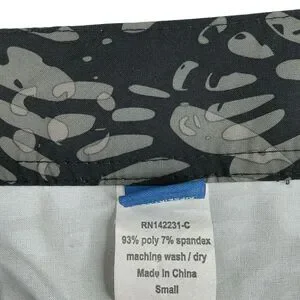 RN142231-C
93% poly 7% spandex
machine wash / dry
Made in China
Small